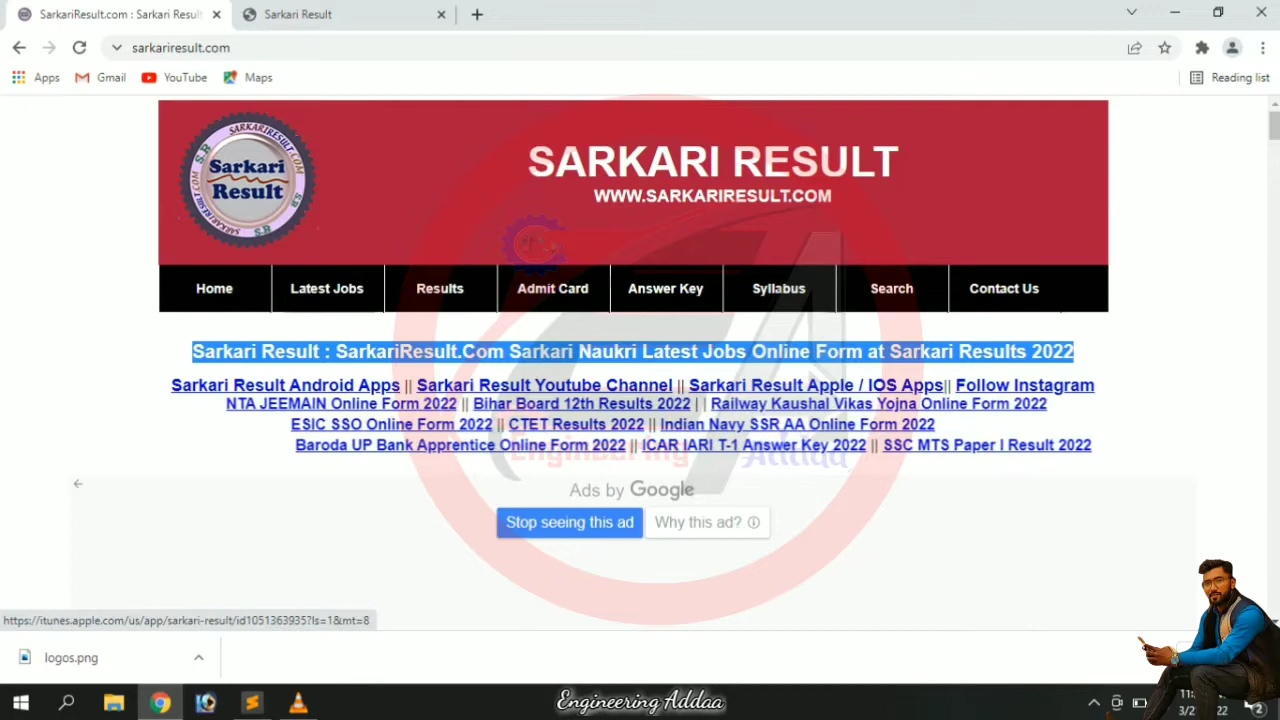 SarkariResult.com : Sarkari Result
Sarkari Result
sarkariresult.com
Apps Gmail YouTube Maps Reading list
SARKARIRESULT.COM
S.R
Sarkari
Result
SARKARI RESULT
WWW.SARKARIRESULT.COM
Home Latest Jobs Results Admit Card Answer Key Syllabus Search Contact Us
Sarkari Result : SarkariResult.Com Sarkari Naukri Latest Jobs Online Form at Sarkari Results 2022
Sarkari Result Android Apps || Sarkari Result Youtube Channel || Sarkari Result Apple / IOS Apps|| Follow Instagram
NTA JEEMAIN Online Form 2022 || Bihar Board 12th Results 2022 | | Railway Kaushal Vikas Yojna Online Form 2022
ESIC SSO Online Form 2022 || CTET Results 2022 || Indian Navy SSR AA Online Form 2022
Baroda UP Bank Apprentice Online Form 2022 || ICAR IARI T-1 Answer Key 2022 || SSC MTS Paper I Result 2022
Engineering Addaa
Ads by Google
Stop seeing this ad Why this ad?
https://itunes.apple.com/us/app/sarkari-result/id1051363935?ls=1&mt=8
logos.png
Engineering Addaa